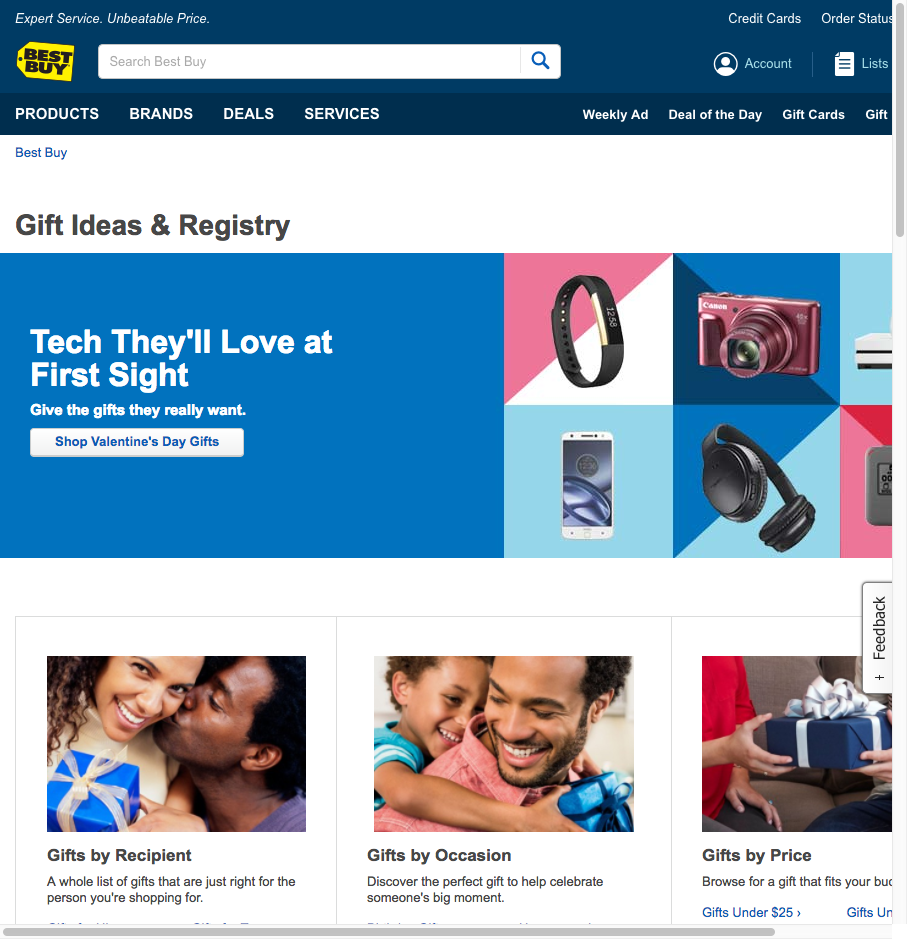 Expert Service. Unbeatable Price.
Credit Cards
Order Status
BEST
BUY
Search Best Buy
Account
Lists
PRODUCTS
BRANDS
DEALS
SERVICES
Weekly Ad
Deal of the Day
Gift Cards
Gift
Best Buy
Gift Ideas & Registry
Tech They'll Love at
First Sight
Give the gifts they really want.
Shop Valentine's Day Gifts
12:58
Canon
Feedback
+
Gifts by Recipient
A whole list of gifts that are just right for the
person you're shopping for.
Gifts by Occasion
Discover the perfect gift to help celebrate
someone's big moment.
Gifts by Price
Browse for a gift that fits your
Gifts Under $25 ›
Gifts